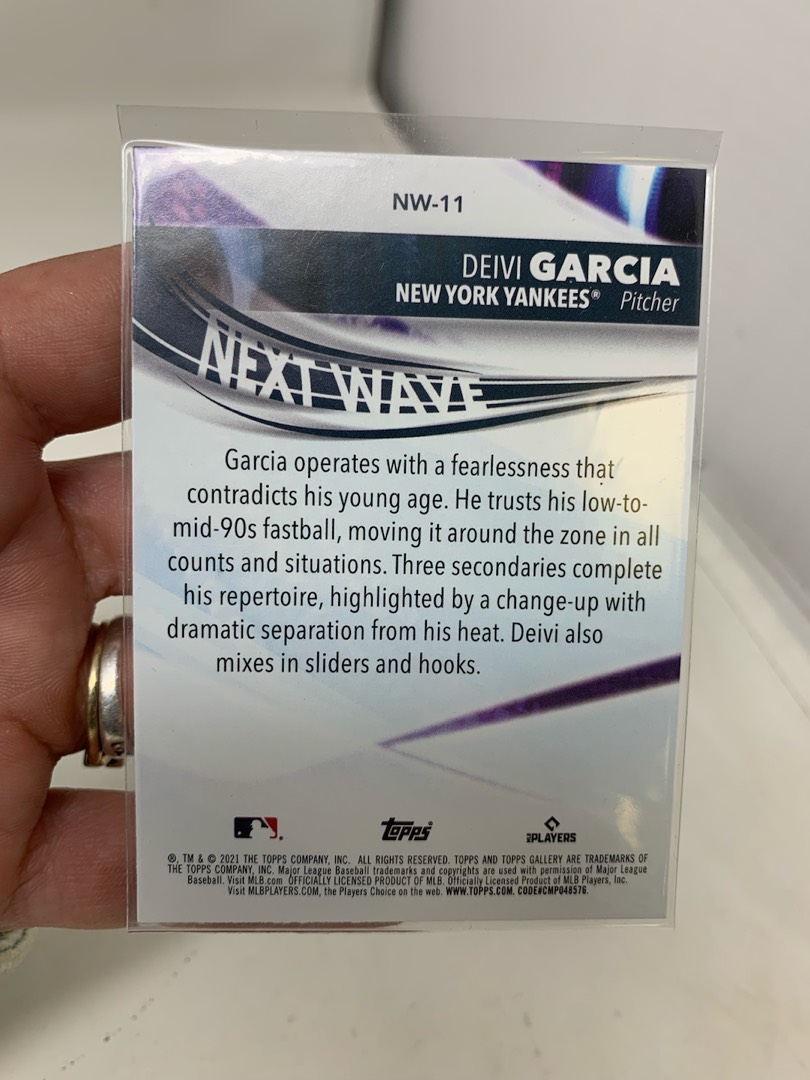 NW-11
DEIVI GARCIA
NEW YORK YANKEES® Pitcher
NEXT WAVE
Garcia operates with a fearlessness that
contradicts his young age. He trusts his low-to-
mid-90s fastball, moving it around the zone in all
counts and situations. Three secondaries complete
his repertoire, highlighted by a change-up with
dramatic separation from his heat. Deivi also
mixes in sliders and hooks.
Topps®
MLB PLAYERS
®, TM & © 2021 THE TOPPS COMPANY, INC. ALL RIGHTS RESERVED. TOPPS AND TOPPS GALLERY ARE TRADEMARKS OF
THE TOPPS COMPANY, INC. Major League Baseball trademarks and copyrights are used with permission of Major League
Baseball. Visit MLB.com OFFICIALLY LICENSED PRODUCT OF MLB. Officially Licensed Product of MLB Players, Inc.
Visit MLBPLAYERS.COM, the Players Choice on the web. WWW.TOPPS.COM. CODE#CMP048576.